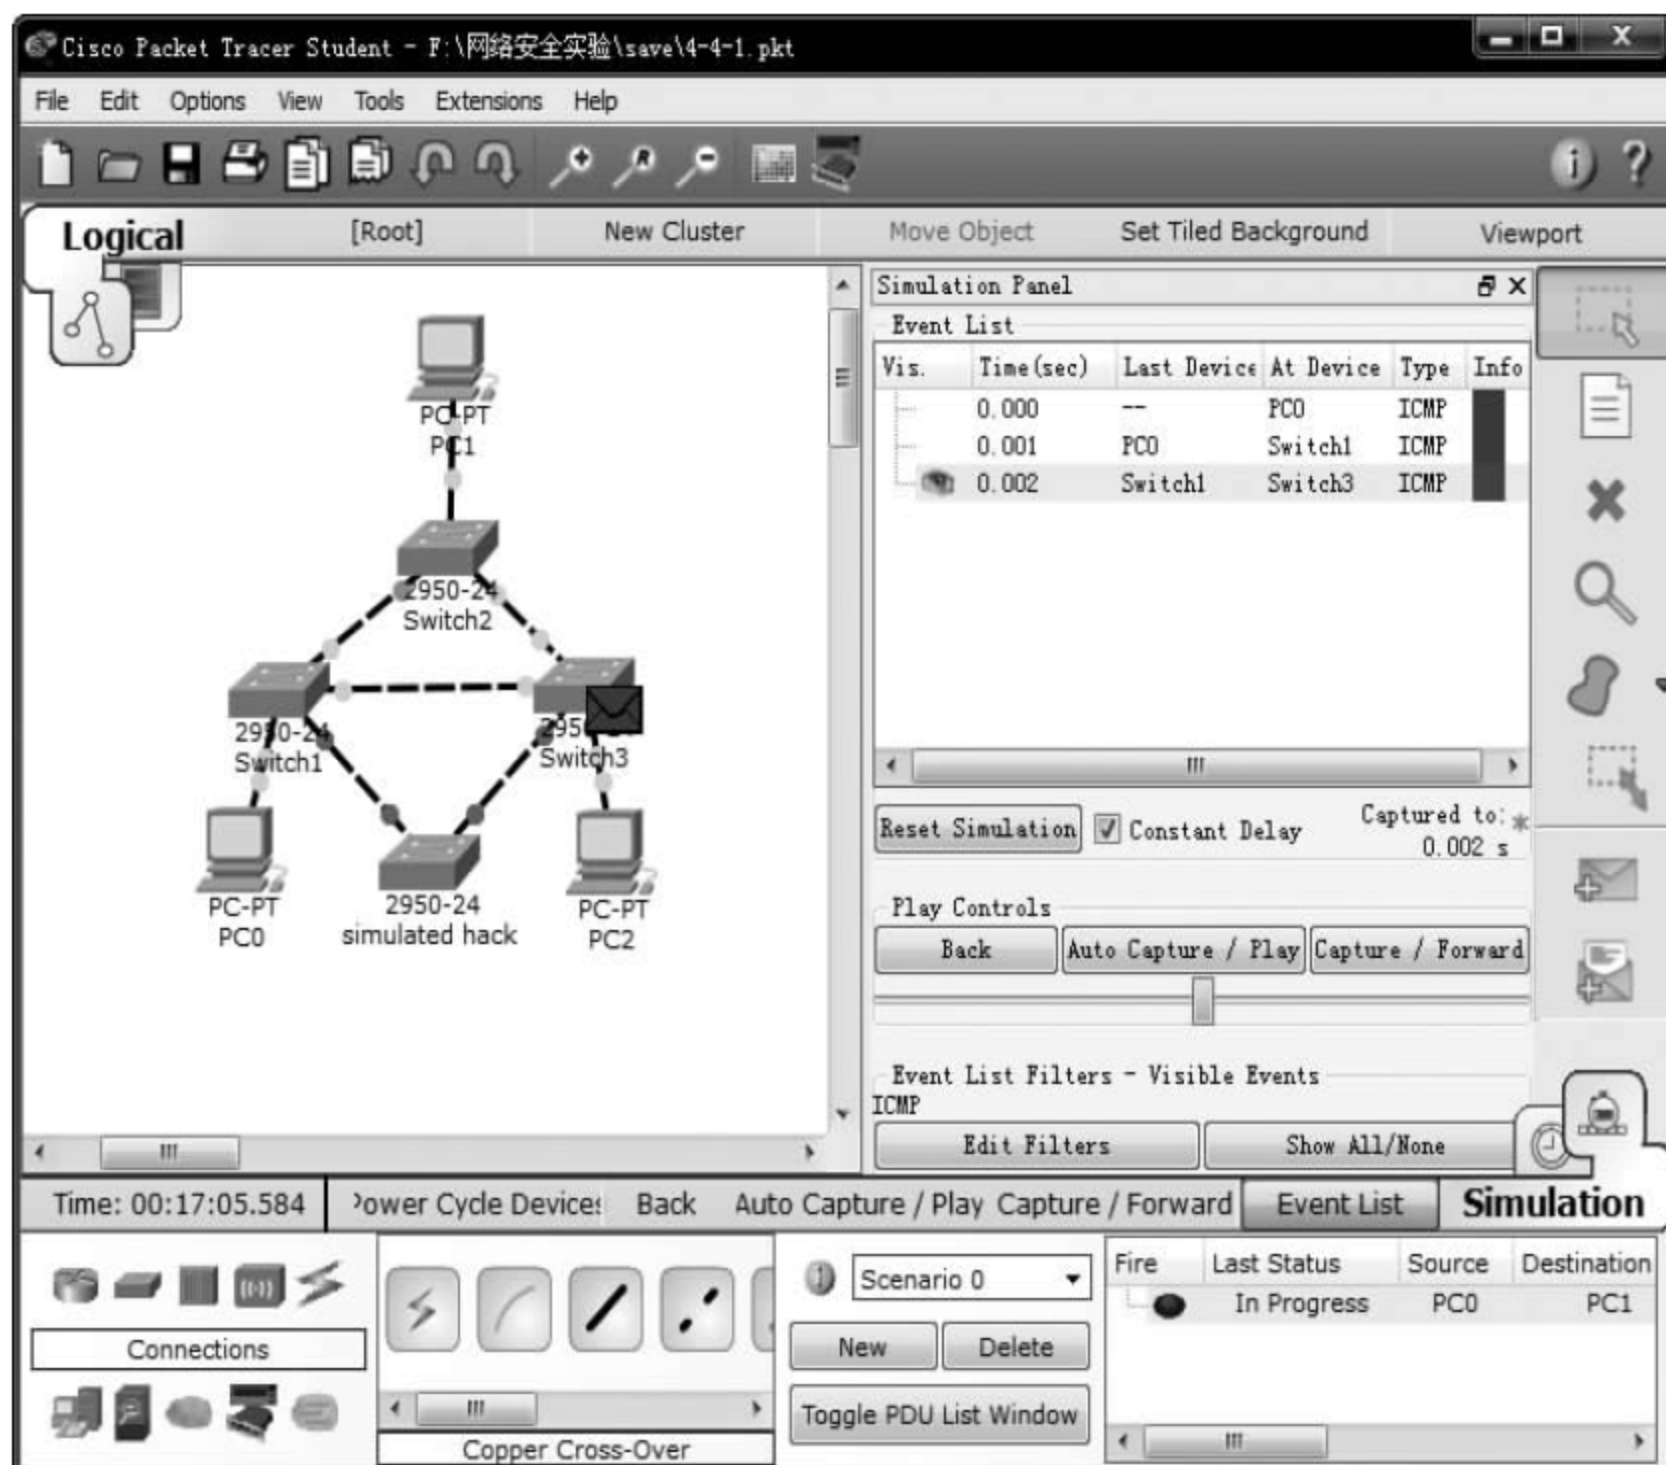 Cisco Packet Tracer Student - F:\网络安全实验\save\4-4-1.pkt
File Edit Options View Tools Extensions Help
Logical [Root] New Cluster Move Object Set Tiled Background Viewport
PC-PT
PC1
2950-24
Switch2
2950-24
Switch1
Switch3
PC-PT
PC0
2950-24
simulated hack
PC-PT
PC2
Simulation Panel
Event List
Vis. Time(sec) Last Device At Device Type Info
0.000 -- PC0 ICMP
0.001 PC0 Switch1 ICMP
0.002 Switch1 Switch3 ICMP
Reset Simulation Constant Delay Captured to:
0.002 s
Play Controls
Back Auto Capture / Play Capture / Forward
Event List Filters - Visible Events
ICMP
Edit Filters Show All/None
Time: 00:17:05.584 Power Cycle Devices Back Auto Capture / Play Capture / Forward Event List Simulation
Connections
Copper Cross-Over
Scenario 0
New Delete
Toggle PDU List Window
Fire Last Status Source Destination
In Progress PC0 PC1